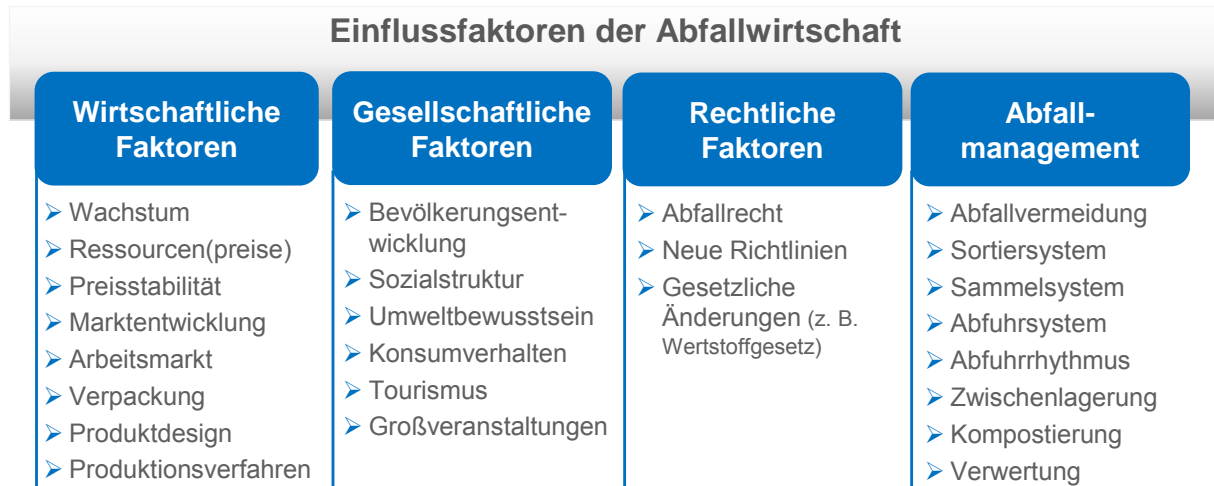 Einflussfaktoren der Abfallwirtschaft
Wirtschaftliche
Faktoren
➢ Wachstum
➢ Ressourcen(preise)
➢ Preisstabilität
➢ Marktentwicklung
➢ Arbeitsmarkt
➢ Verpackung
➢ Produktdesign
➢ Produktionsverfahren
Gesellschaftliche
Faktoren
➢ Bevölkerungsent-
wicklung
➢ Sozialstruktur
➢ Umweltbewusstsein
➢ Konsumverhalten
➢ Tourismus
➢ Großveranstaltungen
Rechtliche
Faktoren
➢ Abfallrecht
➢ Neue Richtlinien
➢ Gesetzliche
Änderungen (z. B.
Wertstoffgesetz)
Abfall-
management
➢ Abfallvermeidung
➢ Sortiersystem
➢ Sammelsystem
➢ Abfuhrsystem
➢ Abfuhrrhythmus
➢ Zwischenlagerung
➢ Kompostierung
➢ Verwertung